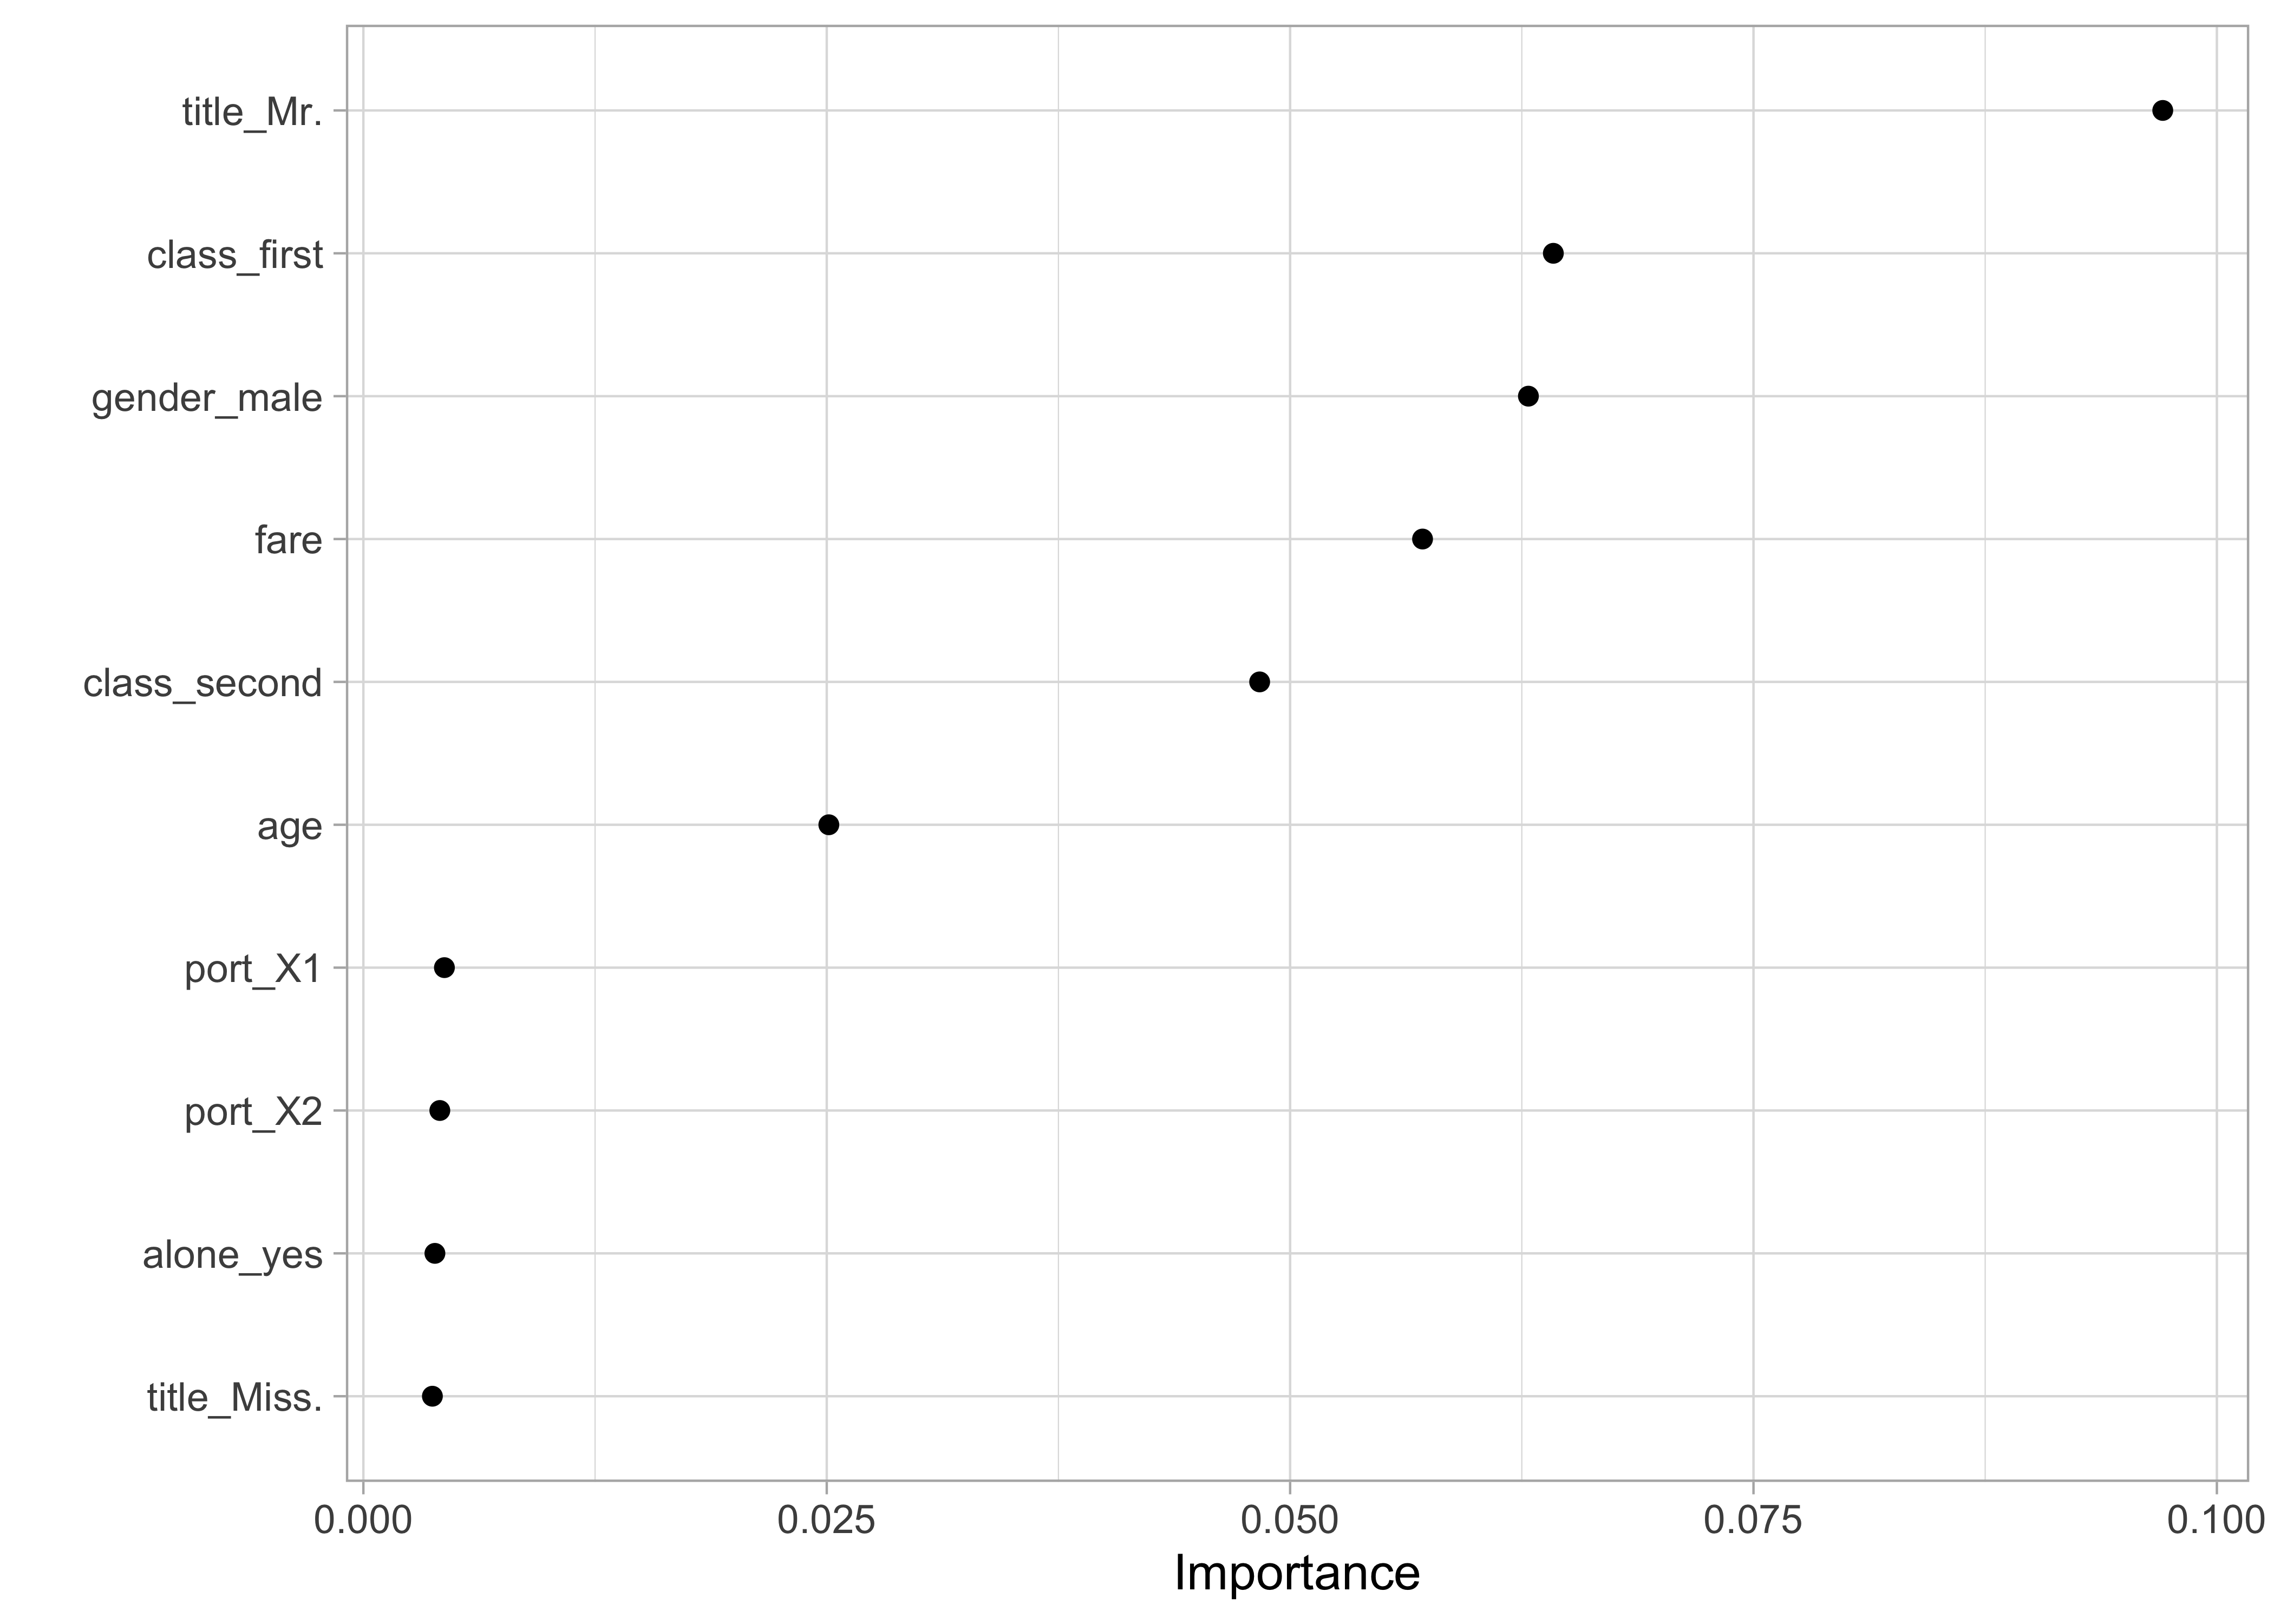 title_Mr.
class_first
gender_male
fare
class_second
age
port_X1
port_X2
alone_yes
title_Miss.
0.000 0.025 0.050 0.075 0.100
Importance